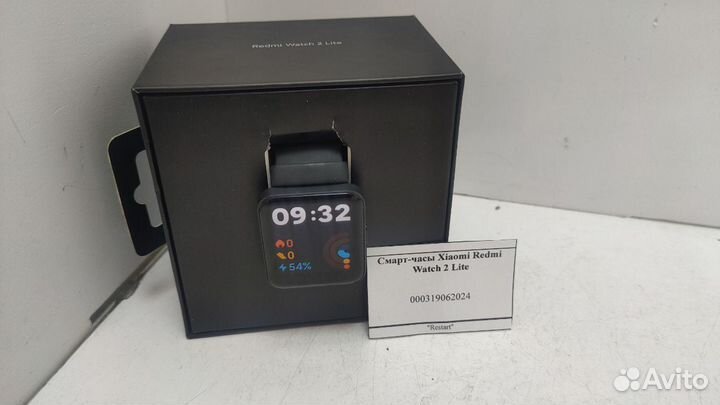 Redmi Watch 2 Lite
09:32
0
0
54%
Смарт-часы Xiaomi Redmi
Watch 2 Lite
000319062024
"Restart"
Avito